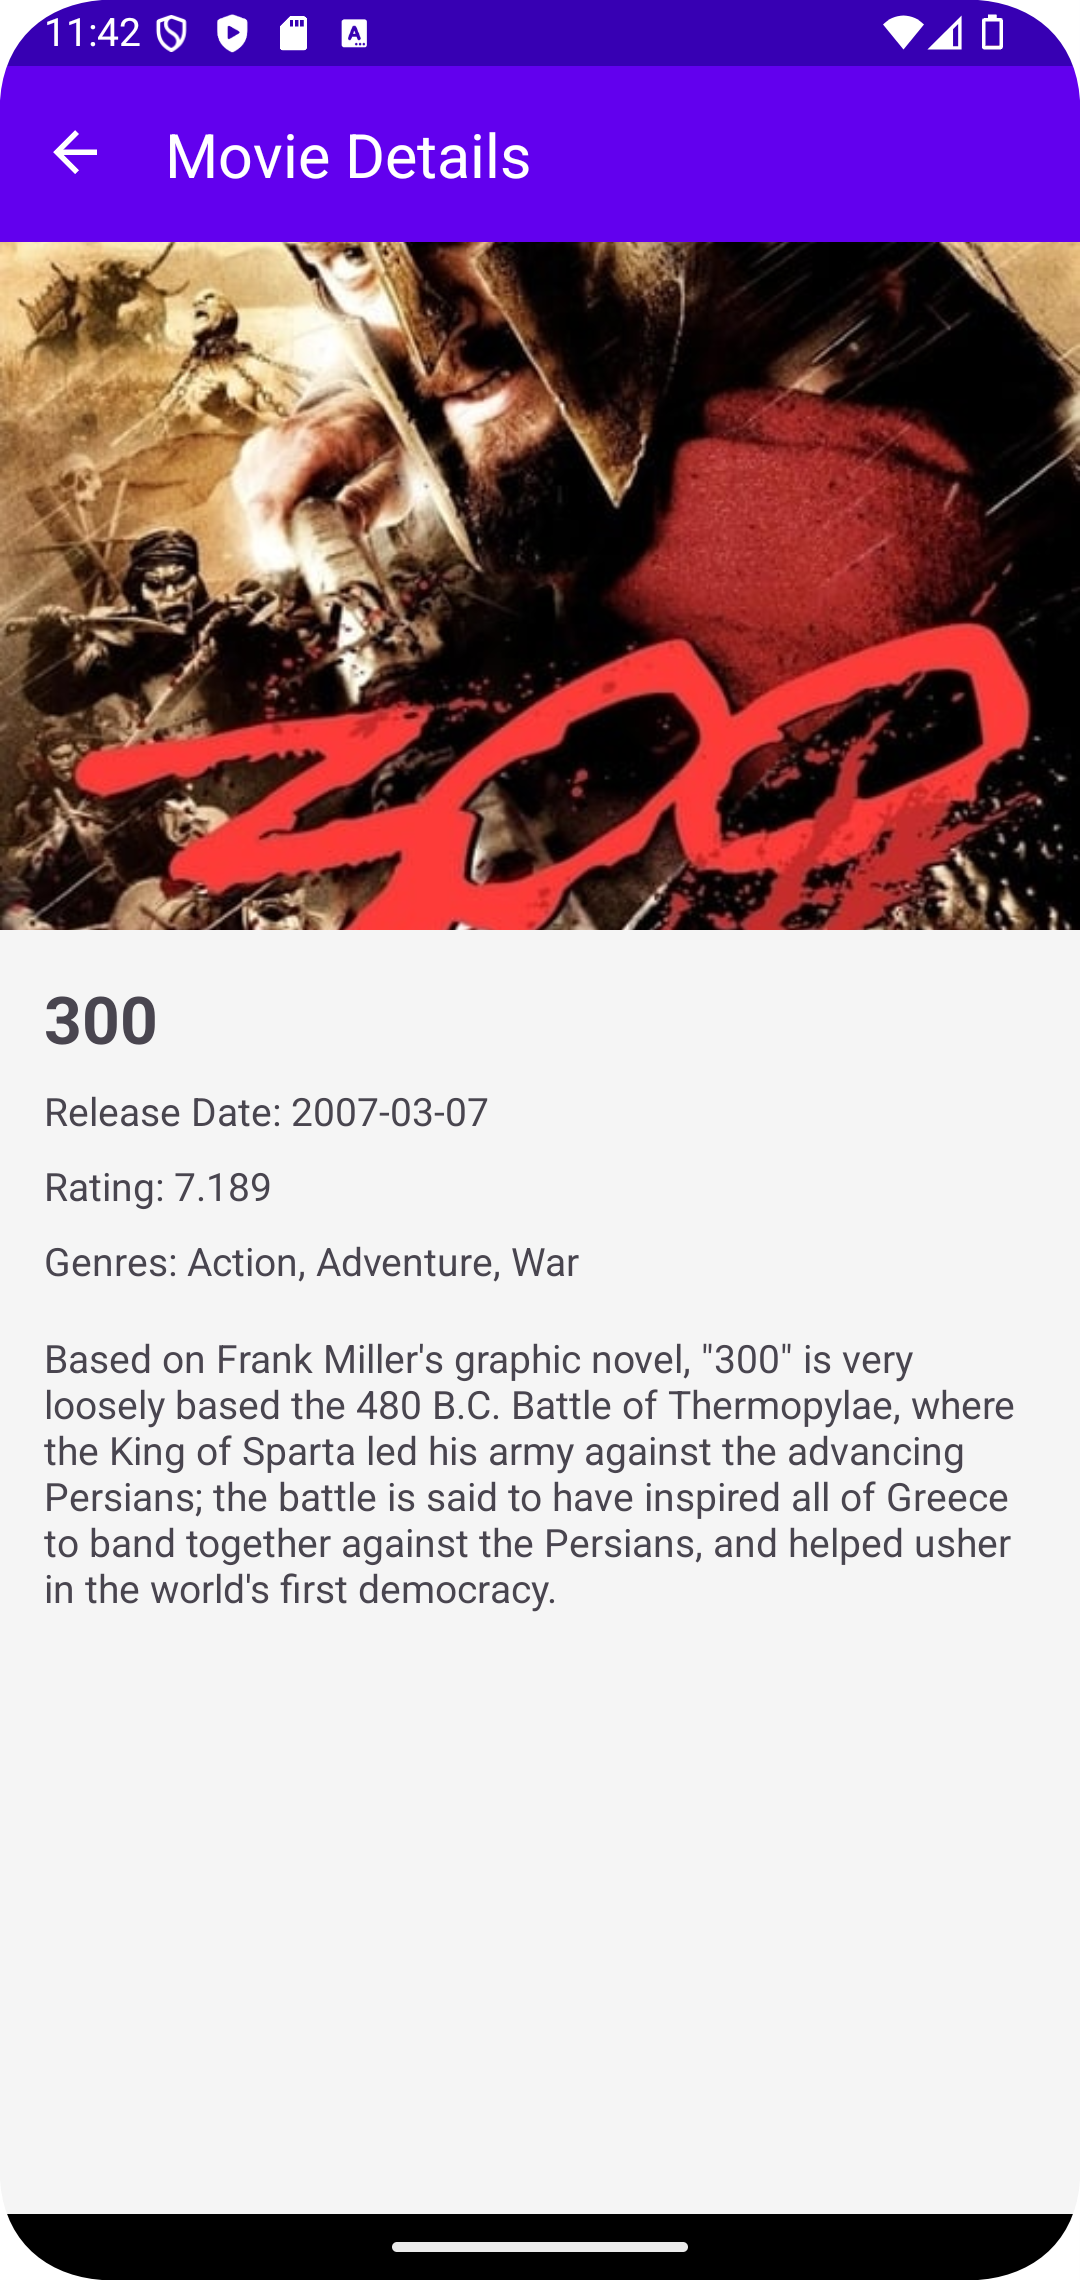 11:42
Movie Details
300
300
Release Date: 2007-03-07
Rating: 7.189
Genres: Action, Adventure, War
Based on Frank Miller's graphic novel, "300" is very
loosely based the 480 B.C. Battle of Thermopylae, where
the King of Sparta led his army against the advancing
Persians; the battle is said to have inspired all of Greece
to band together against the Persians, and helped usher
in the world's first democracy.